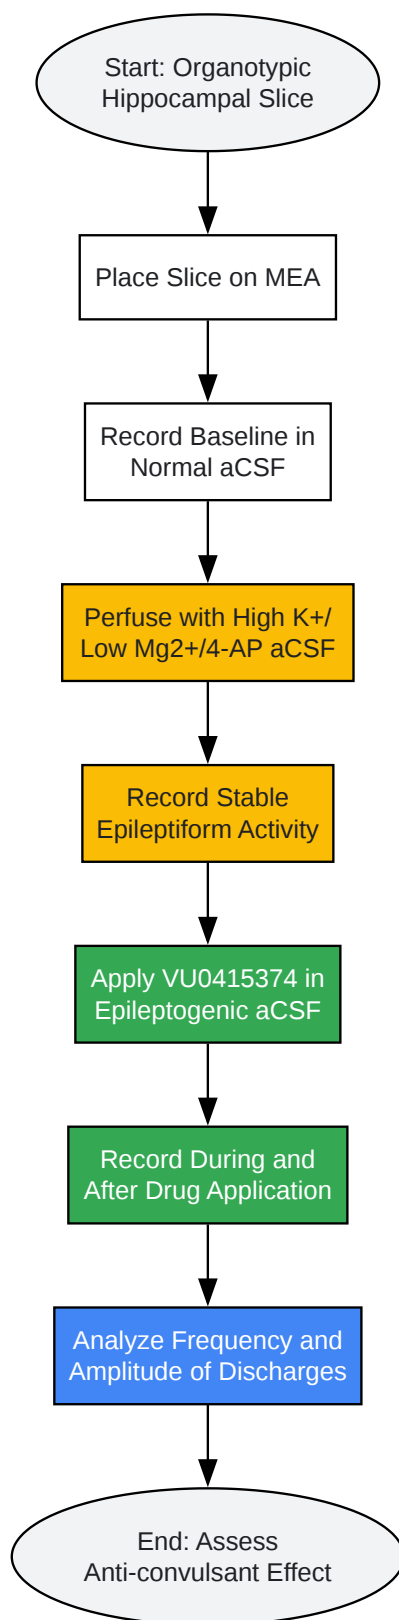 Start: Organotypic
Hippocampal Slice
Place Slice on MEA
Record Baseline in
Normal aCSF
Perfuse with High K+/
Low Mg2+/4-AP aCSF
Record Stable
Epileptiform Activity
Apply VU0415374 in
Epileptogenic aCSF
Record During and
After Drug Application
Analyze Frequency and
Amplitude of Discharges
End: Assess
Anti-convulsant Effect